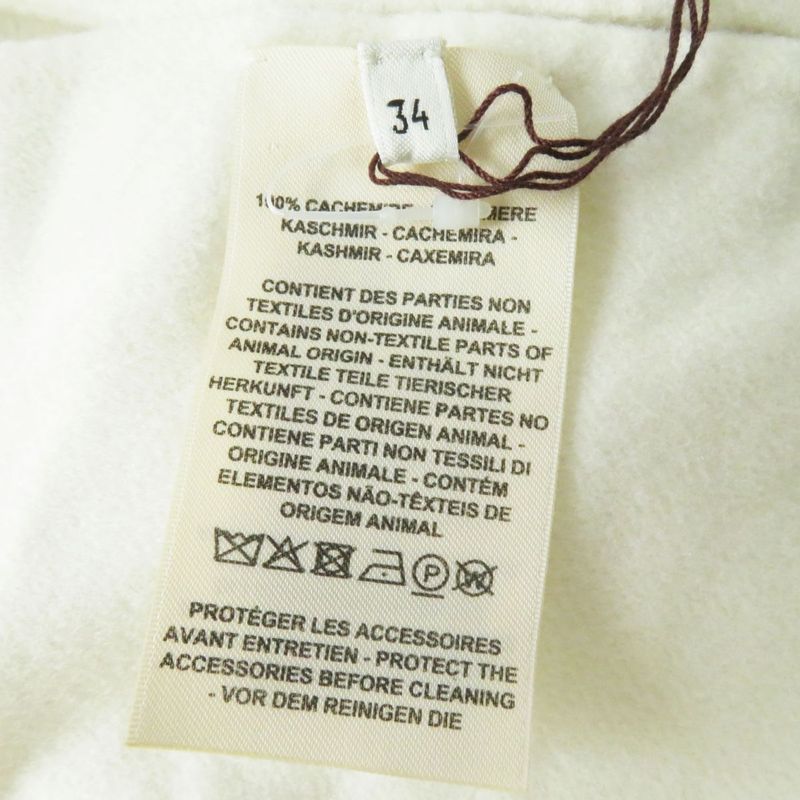 34
100% CACHEMIRE -
KASCHMIR - CACHEMIRA -
KASHMIR - CAXEMIRA
CONTIENT DES PARTIES NON
TEXTILES D'ORIGINE ANIMALE -
CONTAINS NON-TEXTILE PARTS OF
ANIMAL ORIGIN - ENTHÄLT NICHT
TEXTILE TEILE TIERISCHER
HERKUNFT - CONTIENE PARTES NO
TEXTILES DE ORIGEN ANIMAL -
CONTIENE PARTI NON TESSILI DI
ORIGINE ANIMALE - CONTÉM
ELEMENTOS NÃO-TÊXTEIS DE
ORIGEM ANIMAL
P W
PROTÉGER LES ACCESSOIRES
AVANT ENTRETIEN - PROTECT THE
ACCESSORIES BEFORE CLEANING
- VOR DEM REINIGEN DIE